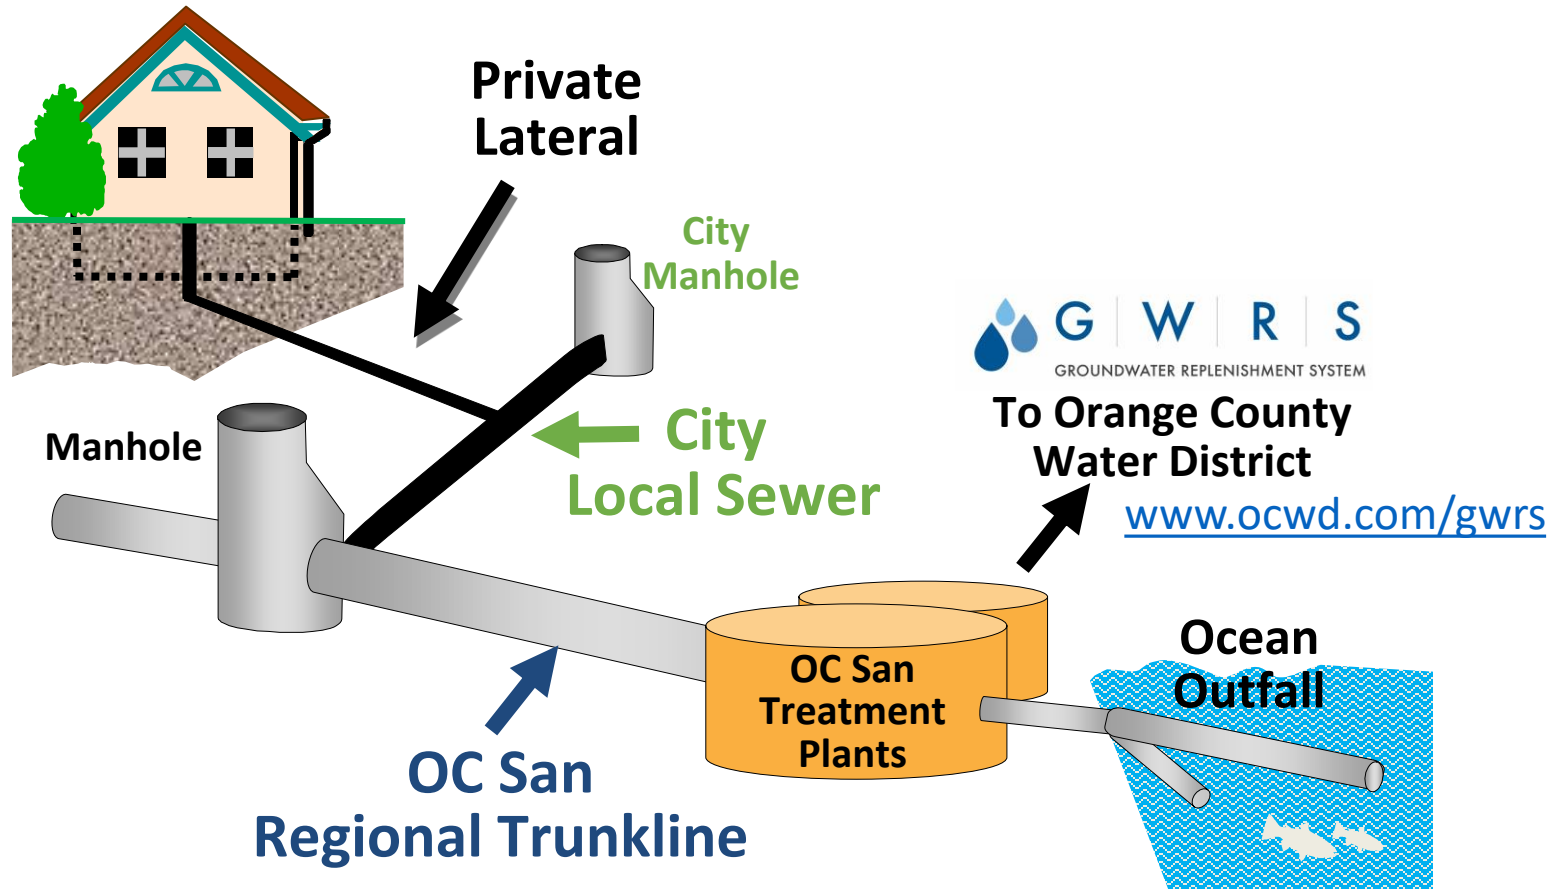 Private
Lateral
City
Manhole
G W R S
GROUNDWATER REPLENISHMENT SYSTEM
To Orange County
Water District
www.ocwd.com/gwrs
Manhole
City
Local Sewer
Ocean
Outfall
OC San
Treatment
Plants
OC San
Regional Trunkline